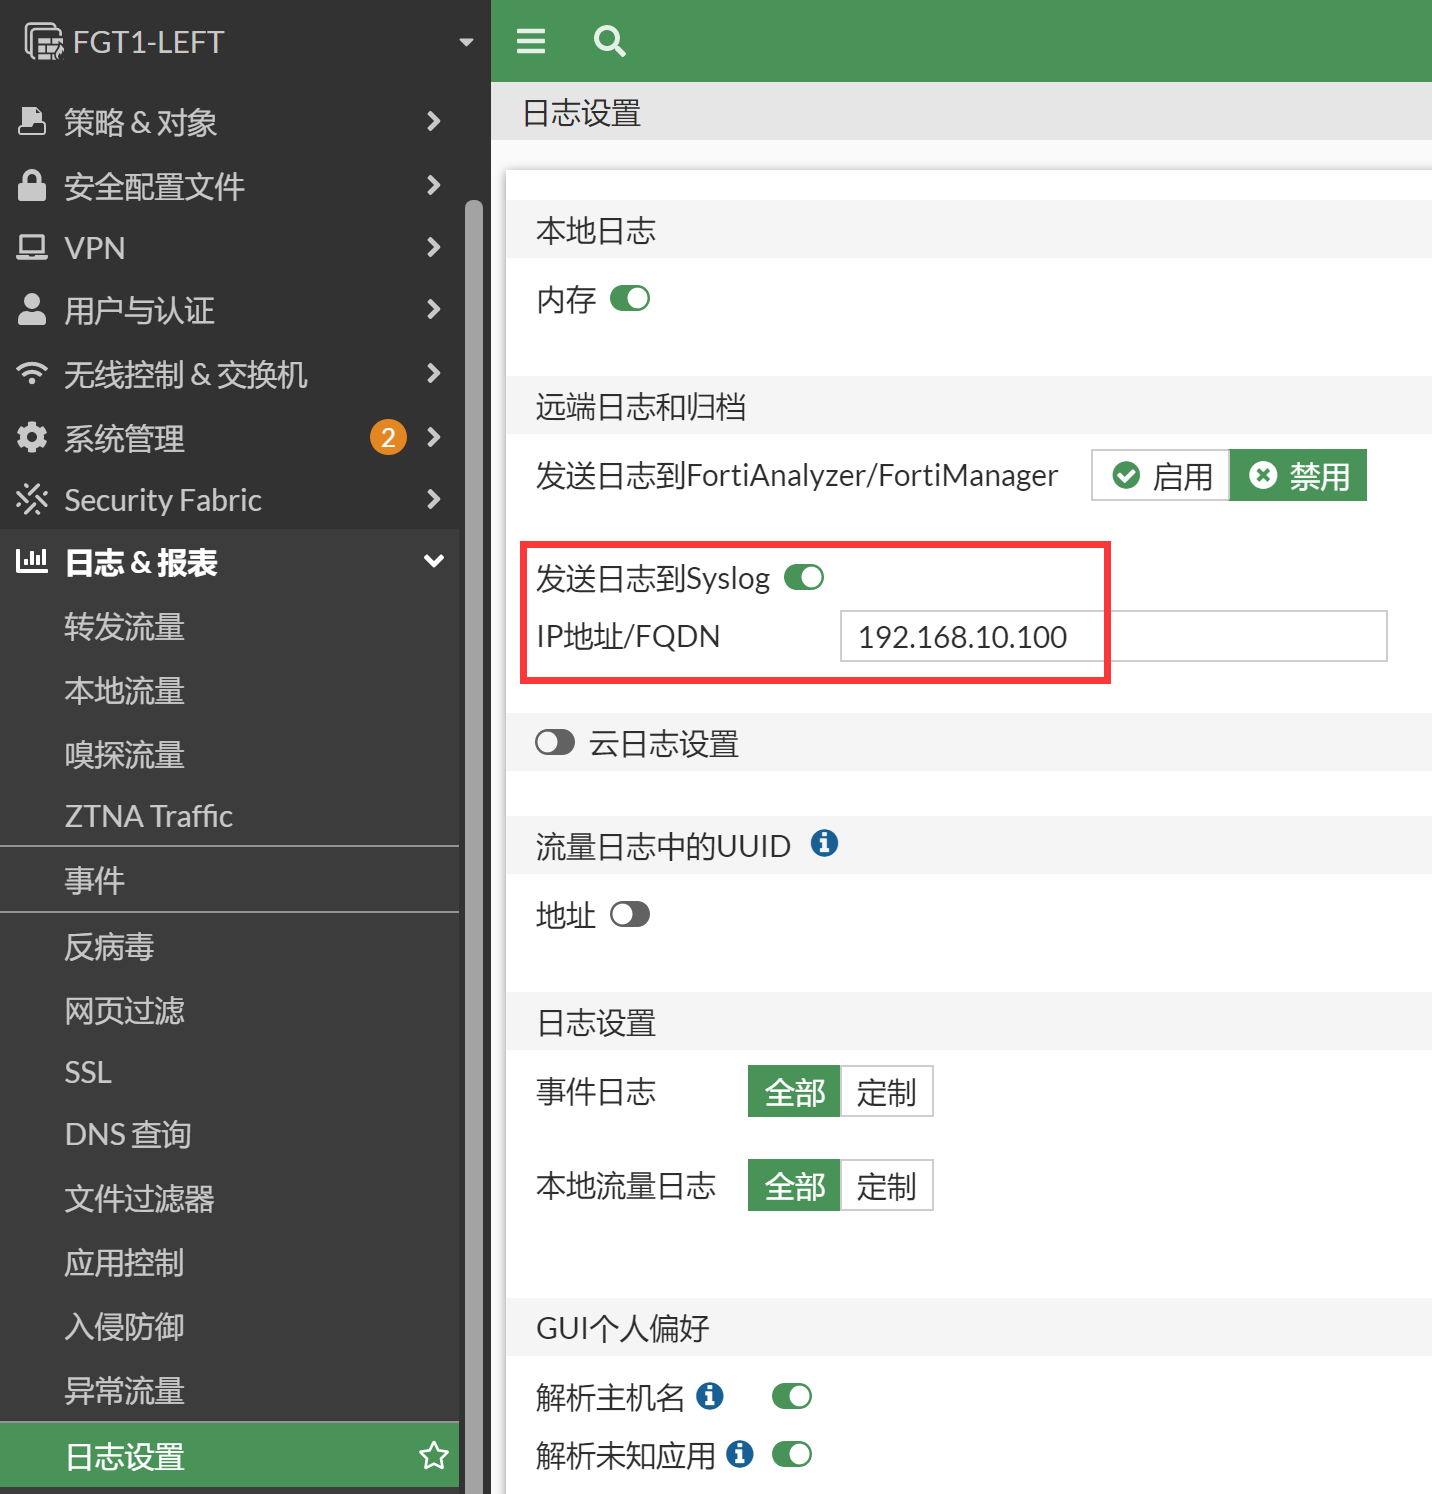 FGT1-LEFT
策略 & 对象
安全配置文件
VPN
用户与认证
无线控制 & 交换机
系统管理 2
Security Fabric
日志 & 报表
转发流量
本地流量
嗅探流量
ZTNA Traffic
事件
反病毒
网页过滤
SSL
DNS 查询
文件过滤器
应用控制
入侵防御
异常流量
日志设置
日志设置
本地日志
内存
远端日志和归档
发送日志到FortiAnalyzer/FortiManager 启用 禁用
发送日志到Syslog
IP地址/FQDN 192.168.10.100
云日志设置
流量日志中的UUID
地址
日志设置
事件日志 全部 定制
本地流量日志 全部 定制
GUI个人偏好
解析主机名
解析未知应用